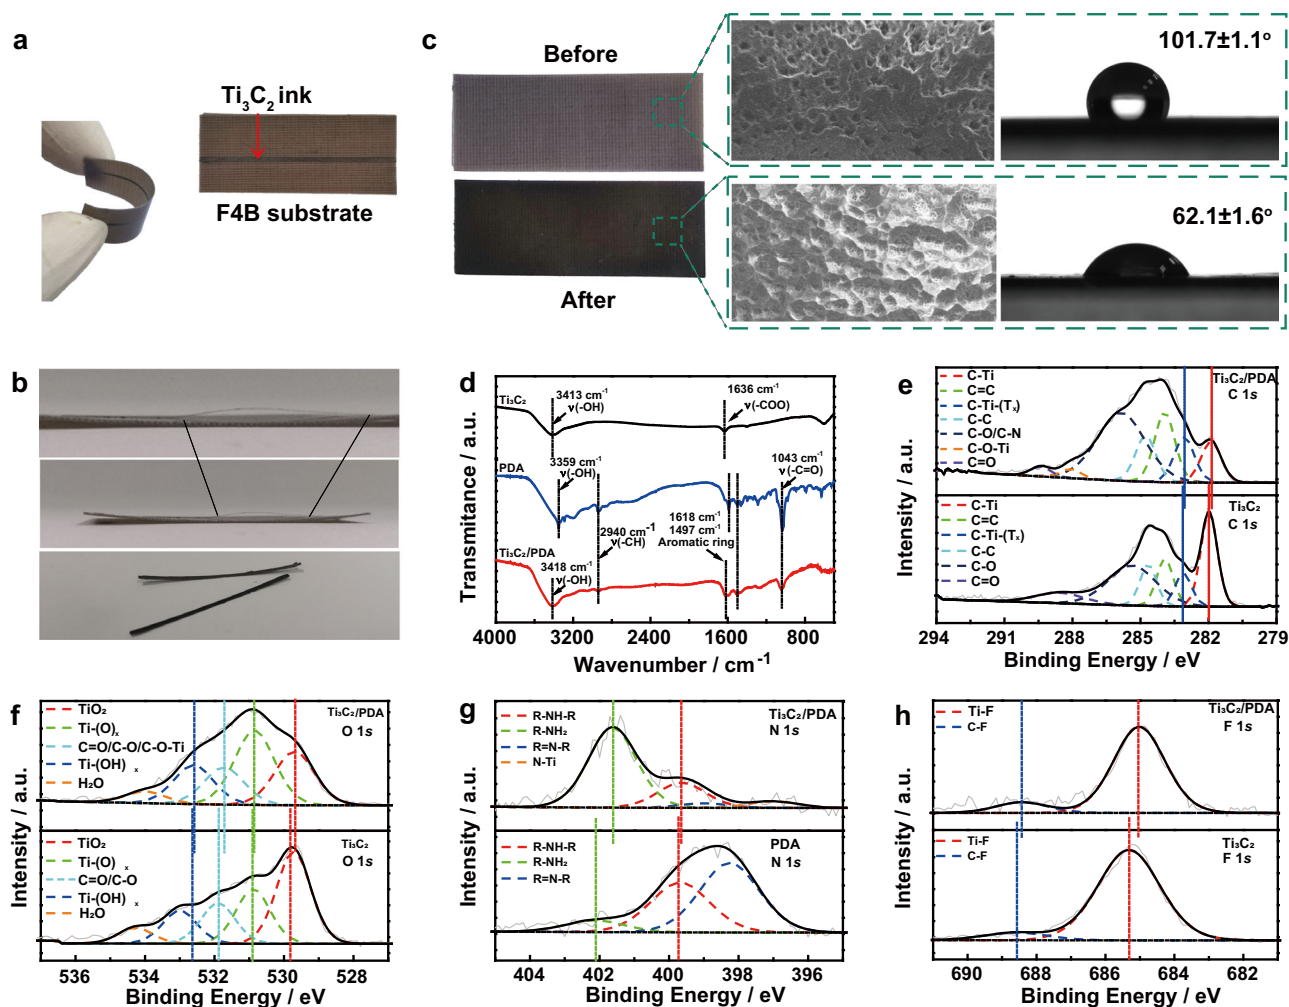 a
Ti₃C₂ ink
F4B substrate
c
Before
After
101.7±1.1°
62.1±1.6°
b
d
Ti₃C₂
3413 cm⁻¹
ν(-OH)
1636 cm⁻¹
ν(-COO)
PDA
3359 cm⁻¹
ν(-OH)
1043 cm⁻¹
ν(-C=O)
2940 cm⁻¹
ν(-CH)
1618 cm⁻¹
1497 cm⁻¹
Aromatic ring
Ti₃C₂/PDA
3418 cm⁻¹
ν(-OH)
Transmitance / a.u.
4000 3200 2400 1600 800
Wavenumber / cm⁻¹
e
C-Ti
C=C
C-Ti-(Tₓ)
C-C
C-O/C-N
C-O-Ti
C=O
Ti₃C₂/PDA
C 1s
C-Ti
C=C
C-Ti-(Tₓ)
C-C
C-O
C=O
Ti₃C₂
C 1s
Intensity / a.u.
294 291 288 285 282 279
Binding Energy / eV
f
TiO₂
Ti-(O)ₓ
C=O/C-O/C-O-Ti
Ti-(OH) ₓ
H₂O
Ti₃C₂/PDA
O 1s
TiO₂
Ti-(O) ₓ
C=O/C-O
Ti-(OH) ₓ
H₂O
Ti₃C₂
O 1s
Intensity / a.u.
536 534 532 530 528
Binding Energy / eV
g
R-NH-R
R-NH₂
R=N-R
N-Ti
Ti₃C₂/PDA
N 1s
R-NH-R
R-NH₂
R=N-R
PDA
N 1s
Intensity / a.u.
404 402 400 398 396
Binding Energy / eV
h
Ti-F
C-F
Ti₃C₂/PDA
F 1s
Ti-F
C-F
Ti₃C₂
F 1s
Intensity / a.u.
690 688 686 684 682
Binding Energy / eV